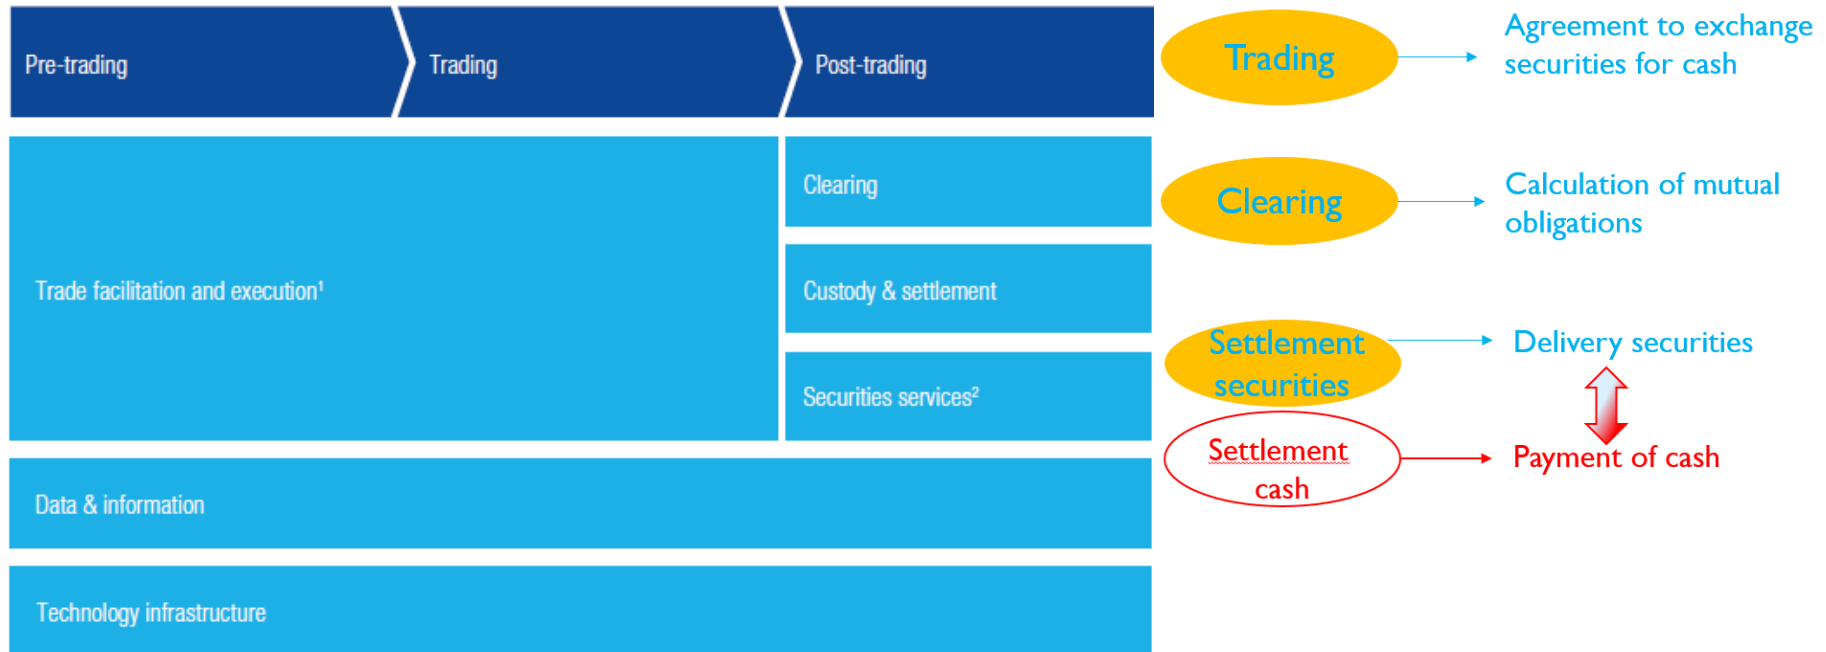 Pre-trading
Trading
Post-trading
Trade facilitation and execution¹
Clearing
Custody & settlement
Securities services²
Data & information
Technology infrastructure
Trading
Agreement to exchange
securities for cash
Clearing
Calculation of mutual
obligations
Settlement
securities
Delivery securities
Settlement
cash
Payment of cash